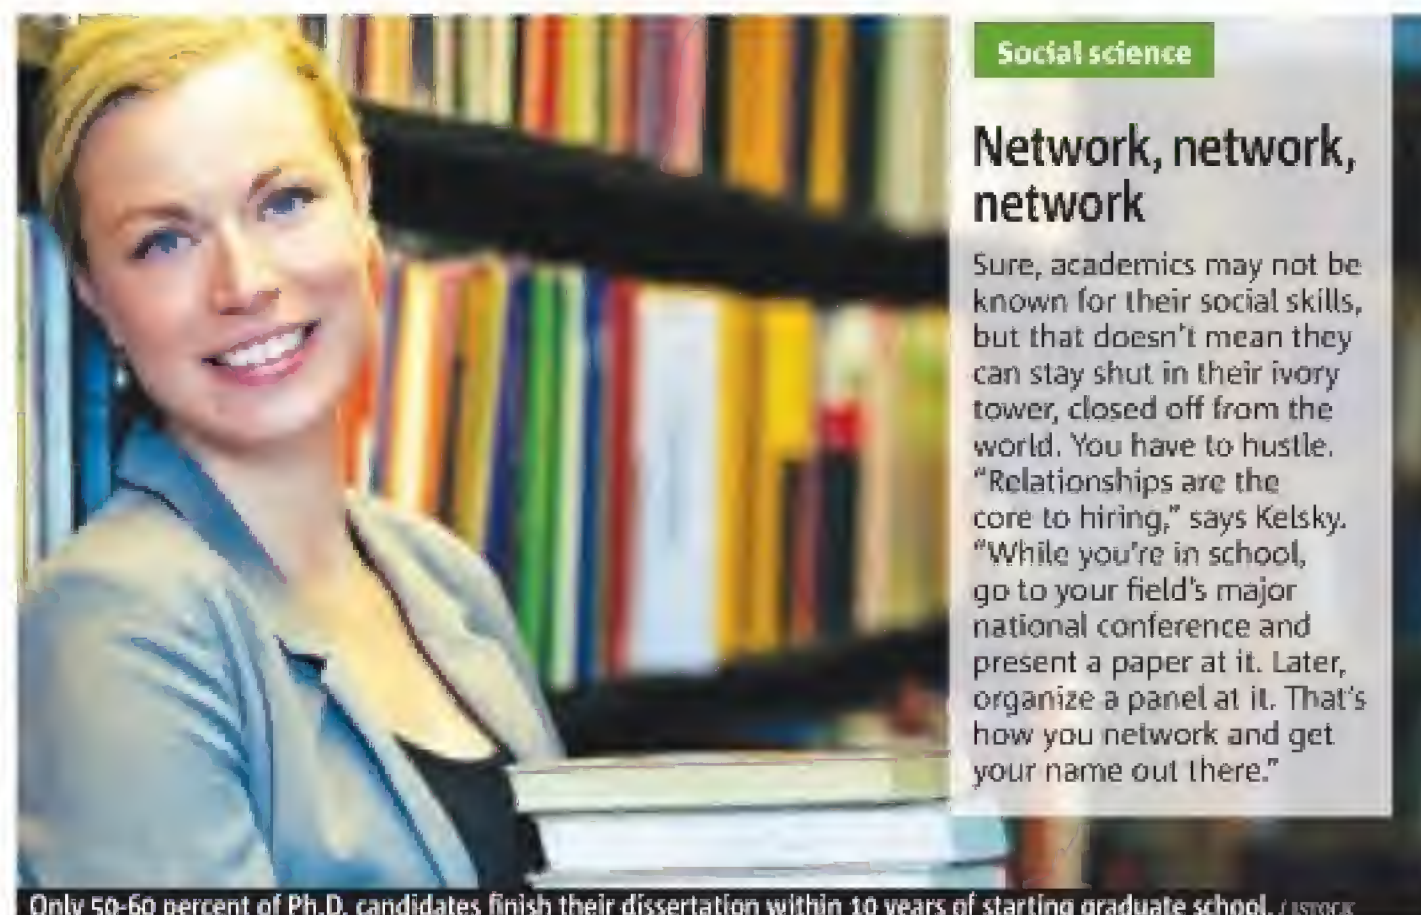 Social science
Network, network,
network
Sure, academics may not be
known for their social skills,
but that doesn't mean they
can stay shut in their ivory
tower, closed off from the
world. You have to hustle.
“Relationships are the
core to hiring,” says Kelsky.
“While you're in school,
go to your field's major
national conference and
present a paper at it. Later,
organize a panel at it. That's
how you network and get
your name out there.”
Only 50-60 percent of Ph.D. candidates finish their dissertation within 10 years of starting graduate school. / ISTOCK